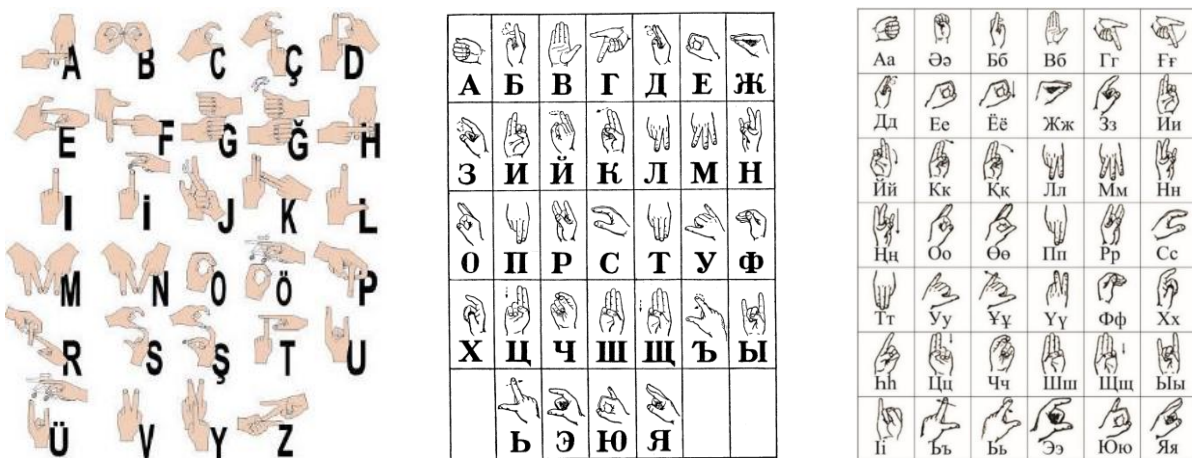 A B C Ç D
E F G Ğ H
I İ J K L
M N O Ö P
R S Ş T U
Ü V Y Z
А Б В Г Д Е Ж
З И Й К Л М Н
О П Р С Т У Ф
Х Ц Ч Ш Щ Ъ Ы
Ь Э Ю Я
Аа Әә Бб Вб Гг Ғғ
Дд Ее Ёё Жж Зз Ии
Йй Кк Ққ Лл Мм Нн
Ңң Оо Өө Пп Рр Сс
Тт Уу Ұұ Үү Фф Хх
Һһ Цц Чч Шш Щщ Ыы
Іі Ъъ Ьь Ээ Юю Яя